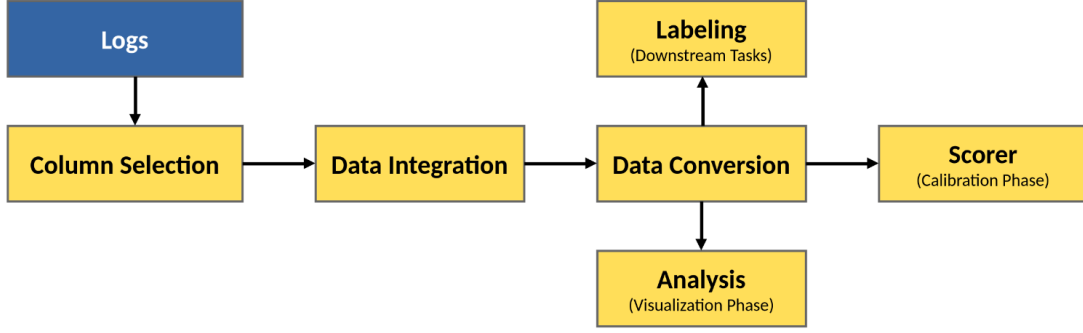 Logs
Labeling
(Downstream Tasks)
Column Selection
Data Integration
Data Conversion
Scorer
(Calibration Phase)
Analysis
(Visualization Phase)